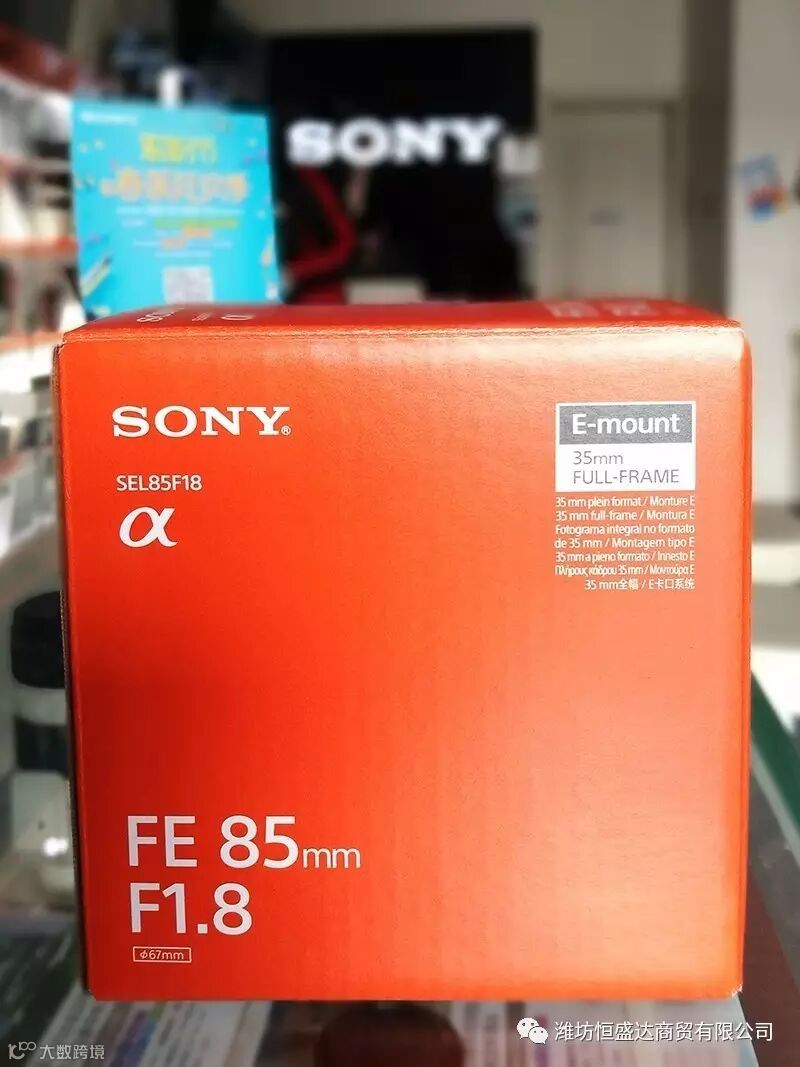 SONY
SONY®
SEL85F18
α
E-mount
35mm
FULL-FRAME
35 mm plein format / Monture E
35 mm full-frame / Montura E
Fotograma integral no formato
de 35 mm / Montagem tipo E
35 mm a pieno formato / Innesto E
Πλήρους κάδρου 35 mm / Μοντούρα E
35 mm全幅 / E卡口系统
FE 85mm
F1.8
φ67mm
潍坊恒盛达商贸有限公司
大数跨境